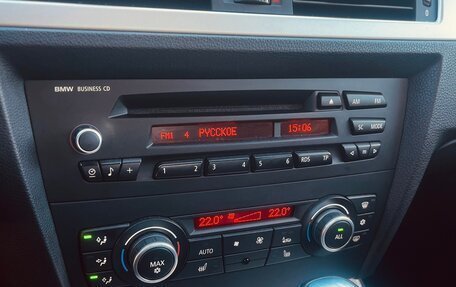 BMW BUSINESS CD
AM FM
FM1 4 РУССКОЕ 15:06
SC MODE
1 2 3 4 5 6 RDS TP
22.0° 22.0°
AUTO
MAX
ALL